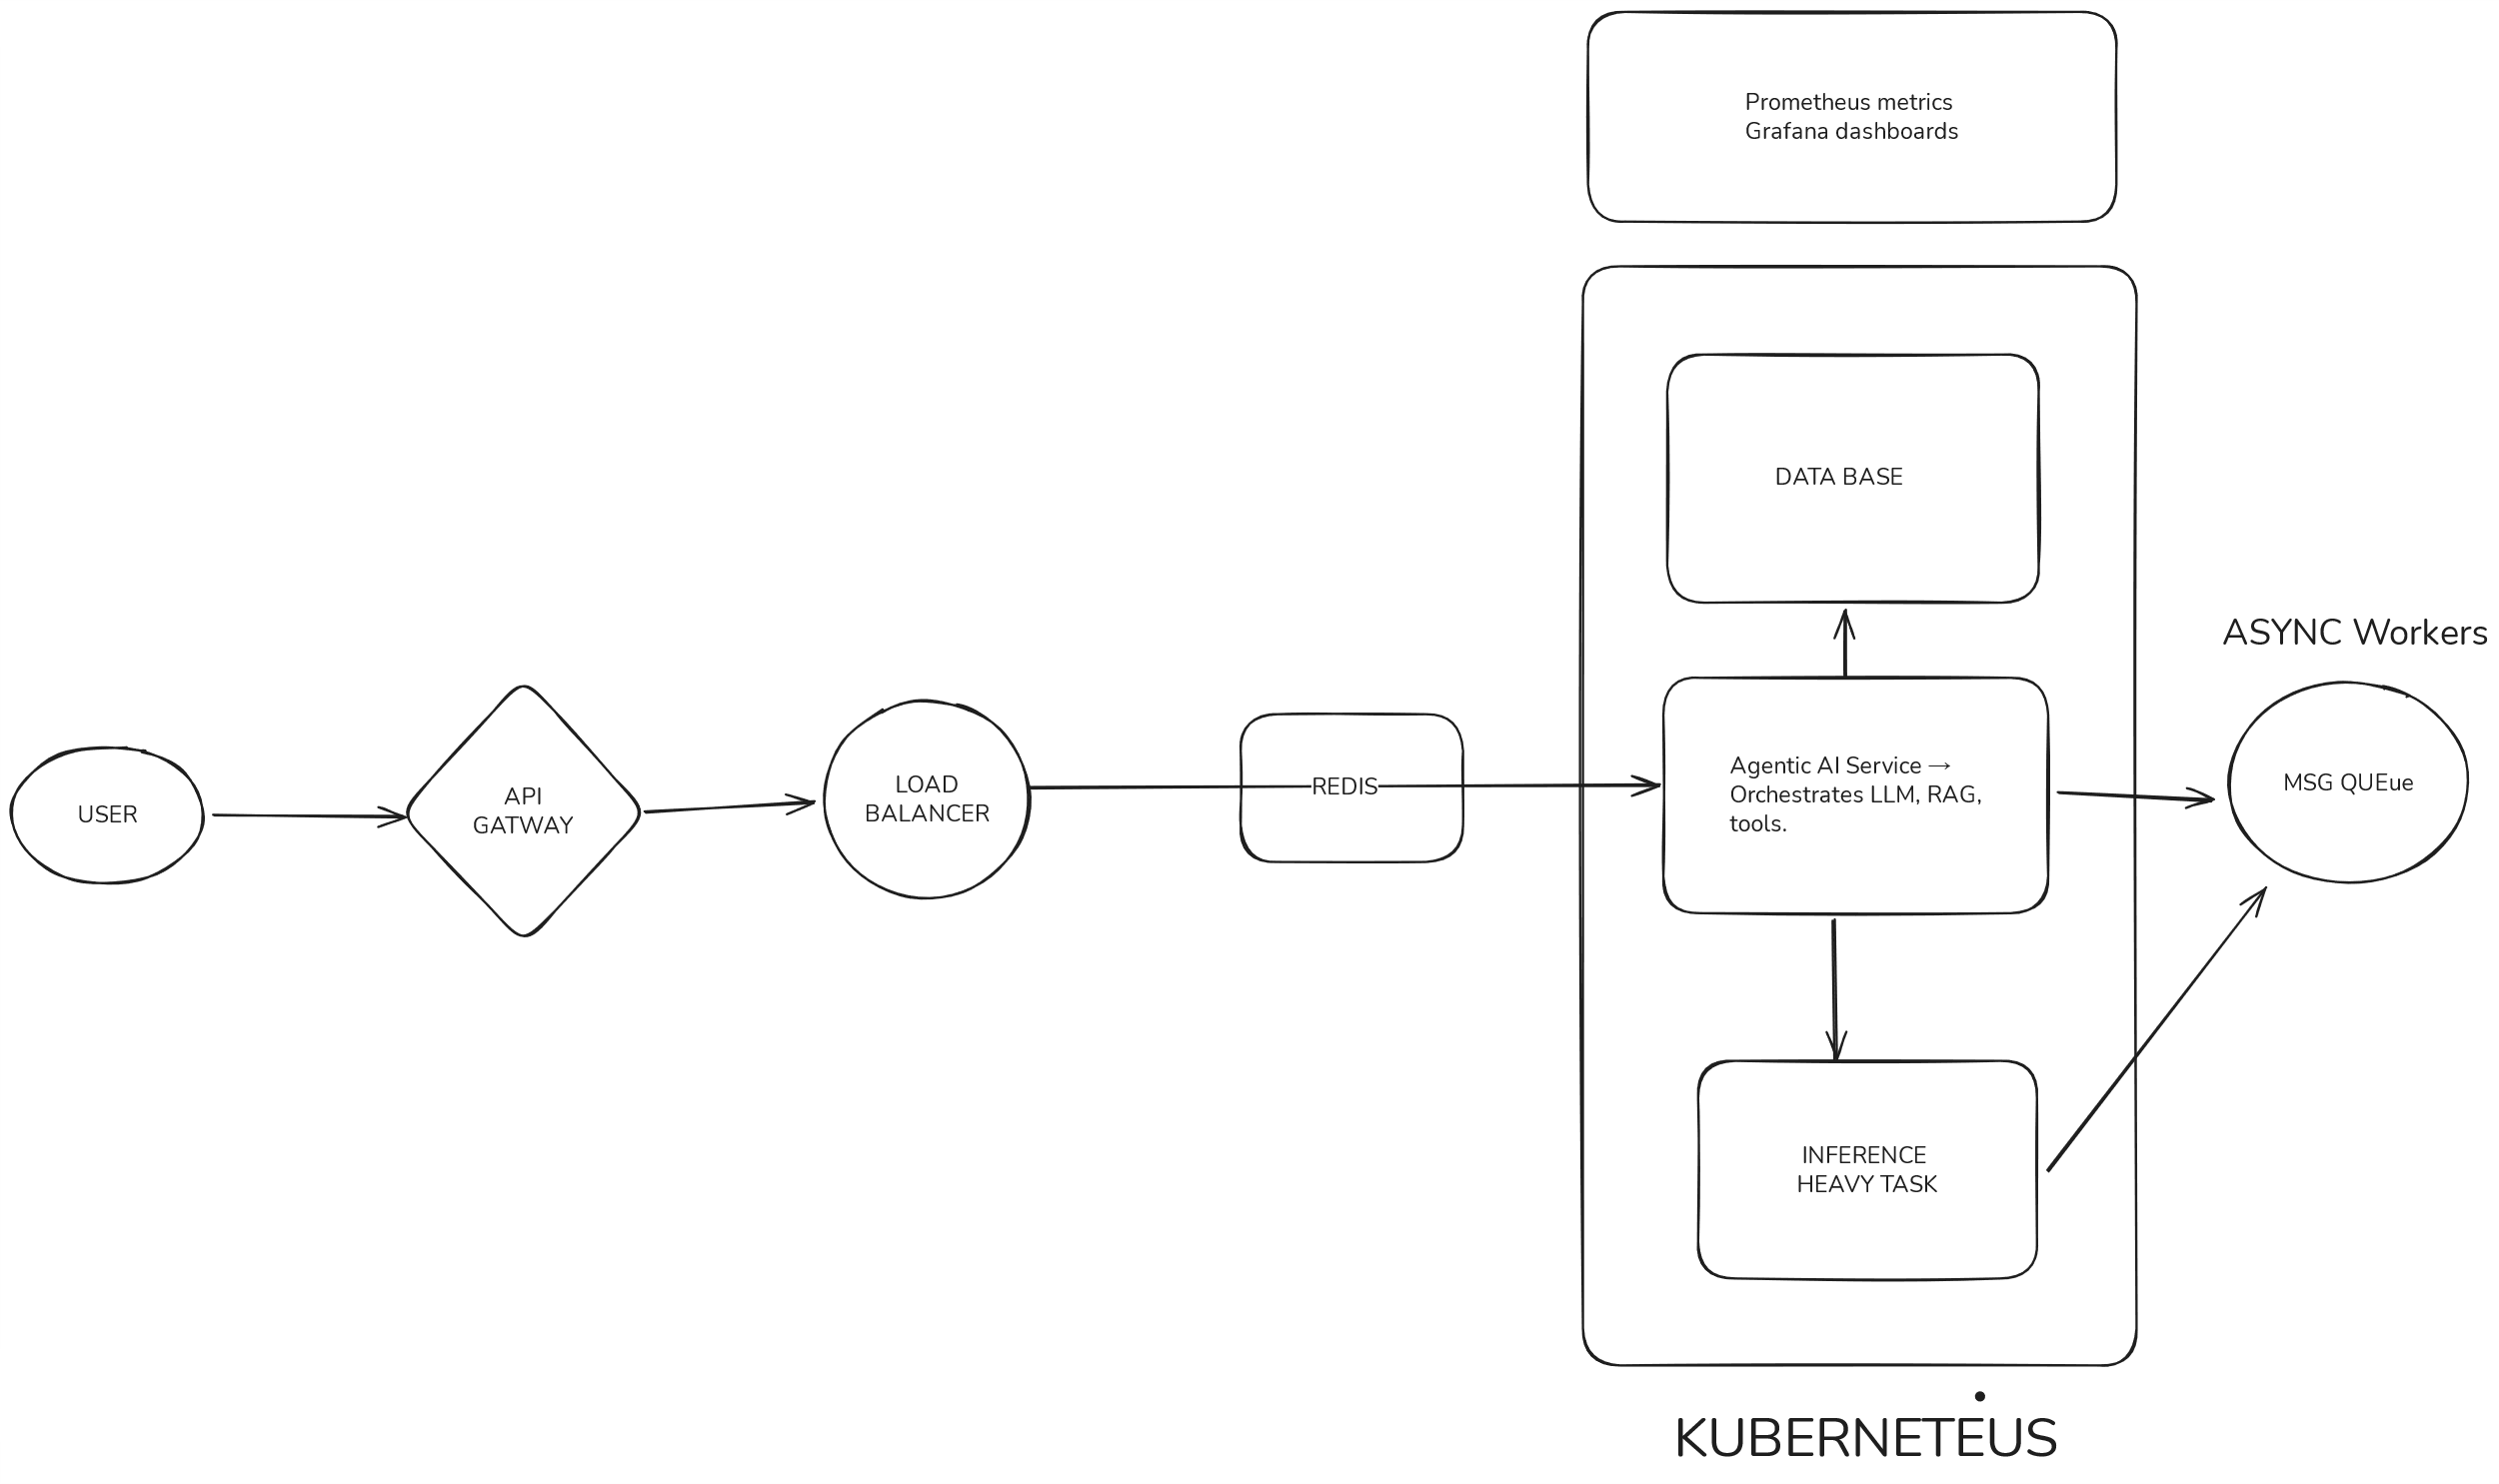 Prometheus metrics
Grafana dashboards
DATA BASE
ASYNC Workers
USER
API
GATWAY
LOAD
BALANCER
REDIS
Agentic AI Service →
Orchestrates LLM, RAG,
tools.
MSG QUEue
INFERENCE
HEAVY TASK
KUBERNETEUS